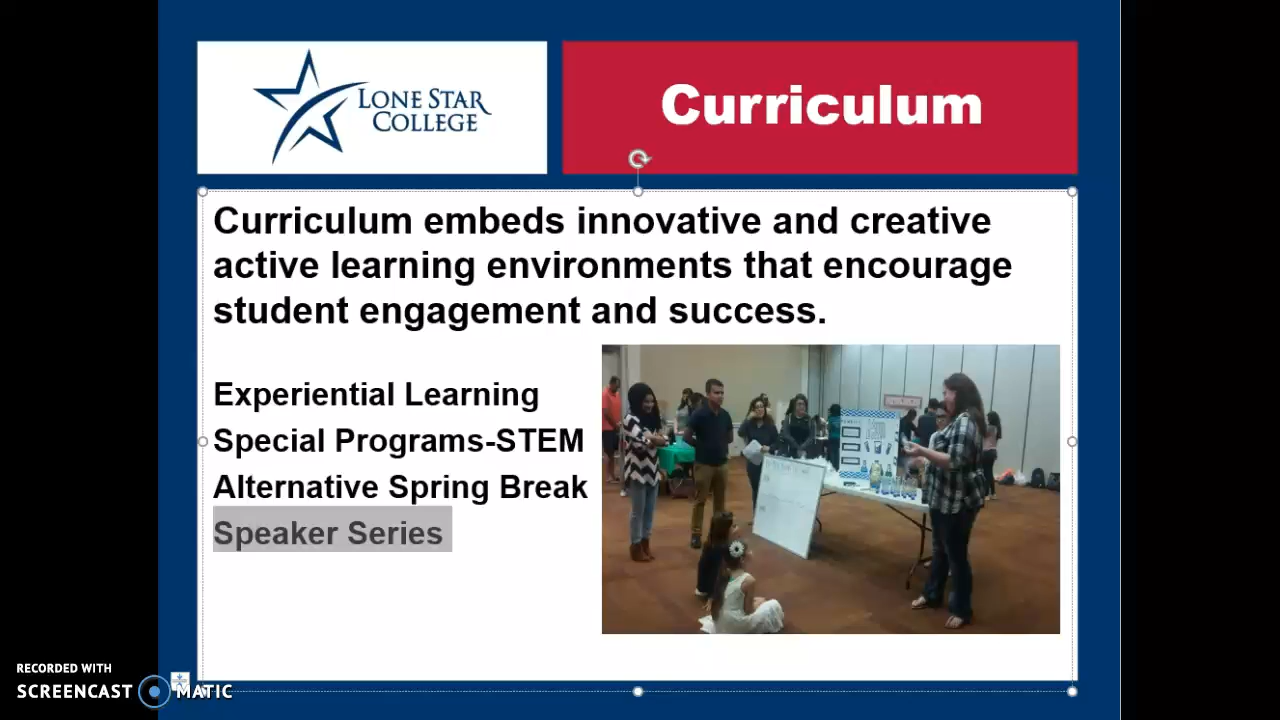 LONE STAR
COLLEGE
Curriculum
Curriculum embeds innovative and creative
active learning environments that encourage
student engagement and success.
Experiential Learning
Special Programs-STEM
Alternative Spring Break
Speaker Series
RECORDED WITH
SCREENCAST MATIC